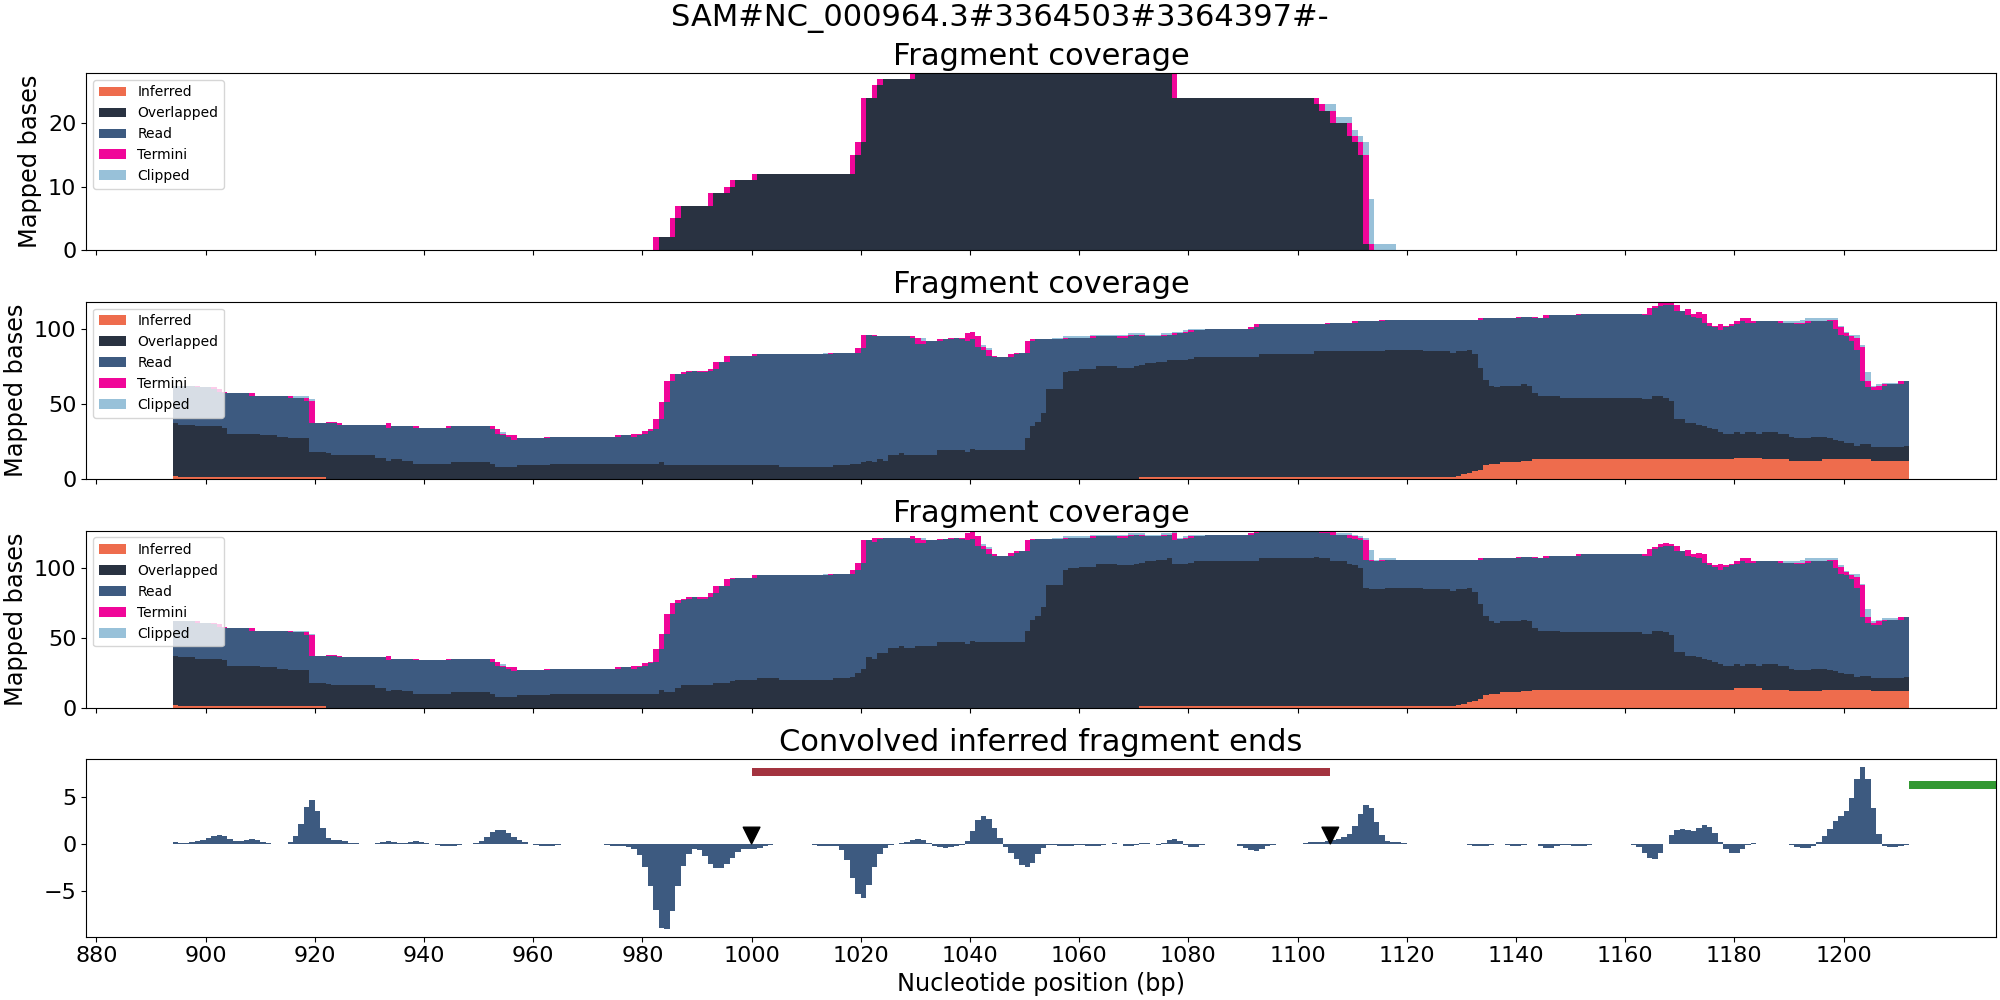 SAM#NC_000964.3#3364503#3364397#-
Fragment coverage
Mapped bases
20
10
0
Inferred
Overlapped
Read
Termini
Clipped
Fragment coverage
Mapped bases
100
50
0
Inferred
Overlapped
Read
Termini
Clipped
Fragment coverage
Mapped bases
100
50
0
Inferred
Overlapped
Read
Termini
Clipped
Convolved inferred fragment ends
5
0
−5
880 900 920 940 960 980 1000 1020 1040 1060 1080 1100 1120 1140 1160 1180 1200
Nucleotide position (bp)